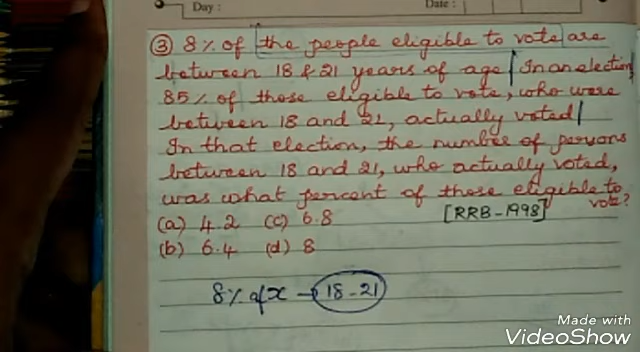 Day :
Date :
③ 8% of the people eligible to vote are
between 18 & 21 years of age In an election
85% of those eligible to vote, who were
between 18 and 21, actually voted
In that election, the number of persons
between 18 and 21, who actually voted,
was what percent of those eligible to
vote?
(a) 4.2 (c) 6.8 [RRB-1998]
(b) 6.4 (d) 8
8% of x → 18-21
Made with
VideoShow